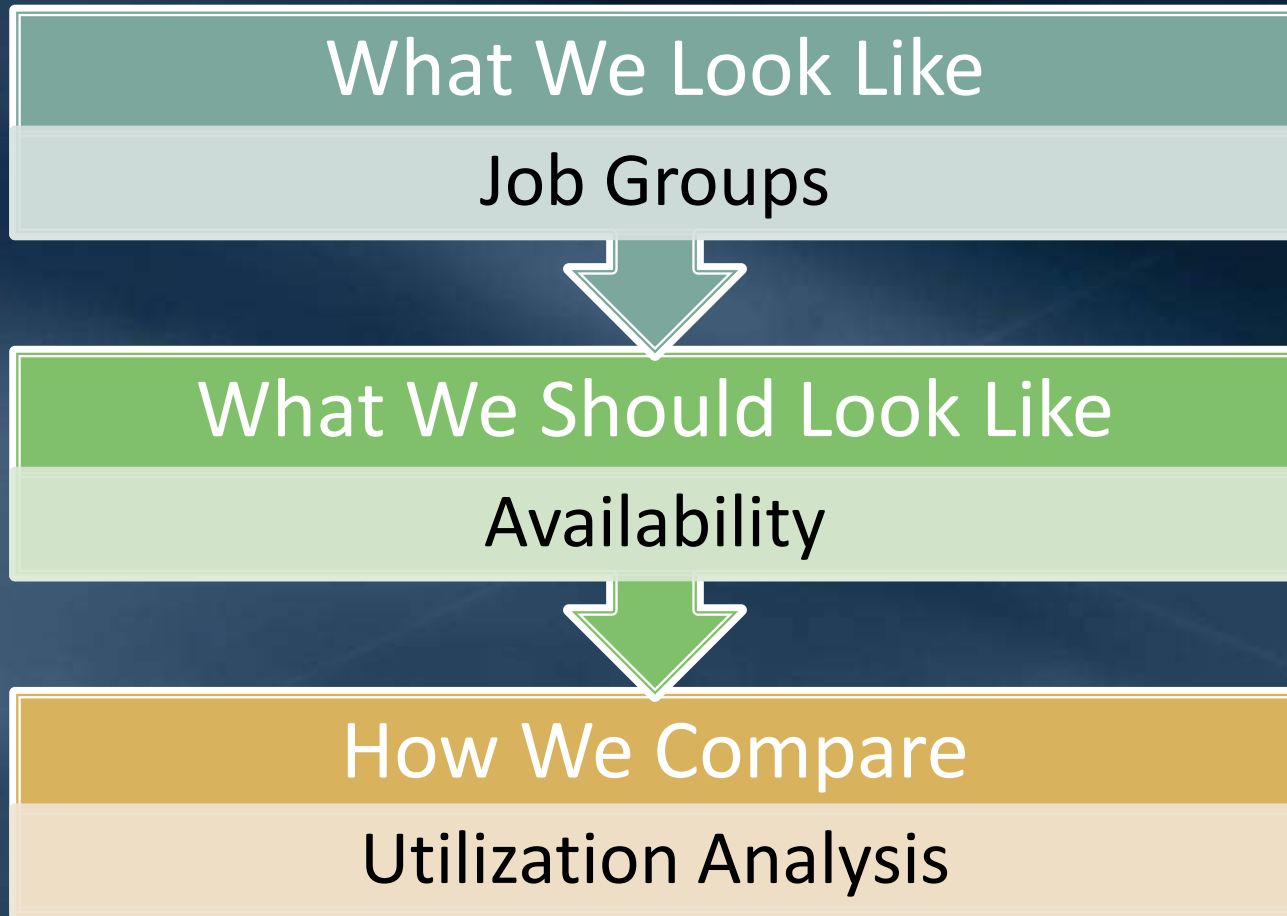 What We Look Like
Job Groups
What We Should Look Like
Availability
How We Compare
Utilization Analysis